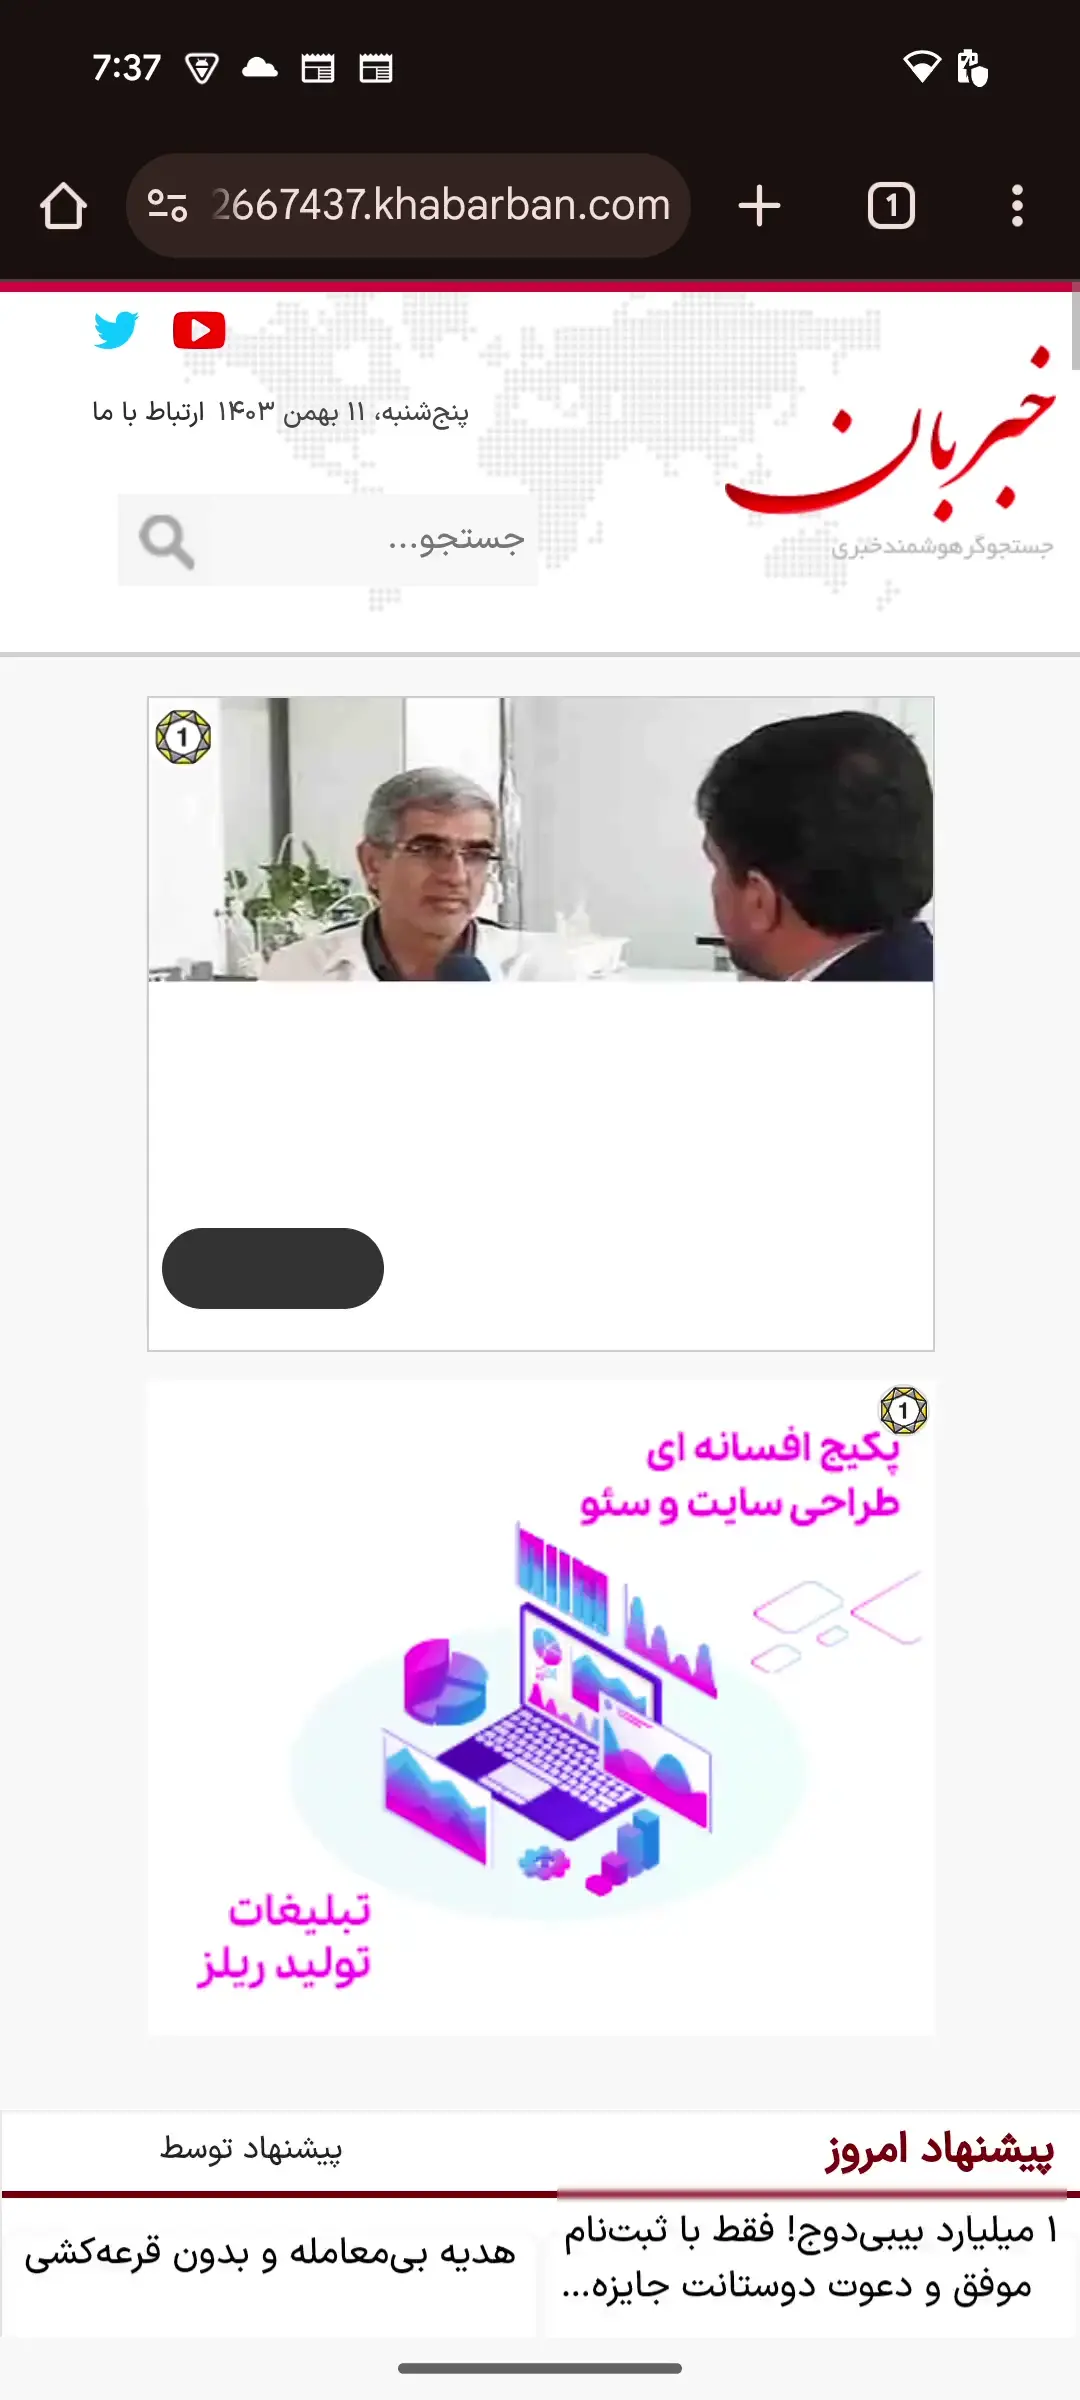 7:37
2667437.khabarban.com
1
خبربان
جستجوگر هوشمند خبری
پنج‌شنبه، ۱۱ بهمن ۱۴۰۳ ارتباط با ما
جستجو...
1
1
پکیج افسانه ای
طراحی سایت و سئو
تبلیغات
تولید ریلز
پیشنهاد امروز
پیشنهاد توسط
۱ میلیارد بیبی‌دوج! فقط با ثبت‌نام
موفق و دعوت دوستانت جایزه...
هدیه بی‌معامله و بدون قرعه‌کشی